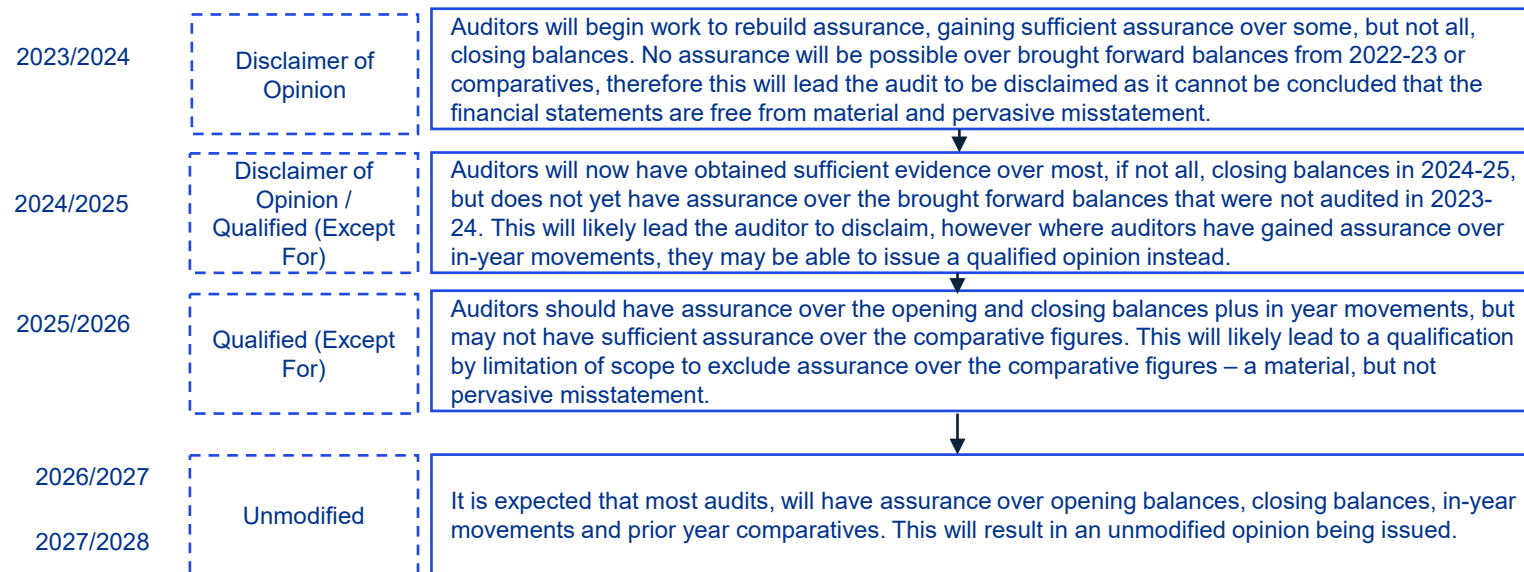 2023/2024
Disclaimer of
Opinion
Auditors will begin work to rebuild assurance, gaining sufficient assurance over some, but not all,
closing balances. No assurance will be possible over brought forward balances from 2022-23 or
comparatives, therefore this will lead the audit to be disclaimed as it cannot be concluded that the
financial statements are free from material and pervasive misstatement.
2024/2025
Disclaimer of
Opinion /
Qualified (Except
For)
Auditors will now have obtained sufficient evidence over most, if not all, closing balances in 2024-25,
but does not yet have assurance over the brought forward balances that were not audited in 2023-
24. This will likely lead the auditor to disclaim, however where auditors have gained assurance over
in-year movements, they may be able to issue a qualified opinion instead.
2025/2026
Qualified (Except
For)
Auditors should have assurance over the opening and closing balances plus in year movements, but
may not have sufficient assurance over the comparative figures. This will likely lead to a qualification
by limitation of scope to exclude assurance over the comparative figures – a material, but not
pervasive misstatement.
2026/2027
2027/2028
Unmodified
It is expected that most audits, will have assurance over opening balances, closing balances, in-year
movements and prior year comparatives. This will result in an unmodified opinion being issued.